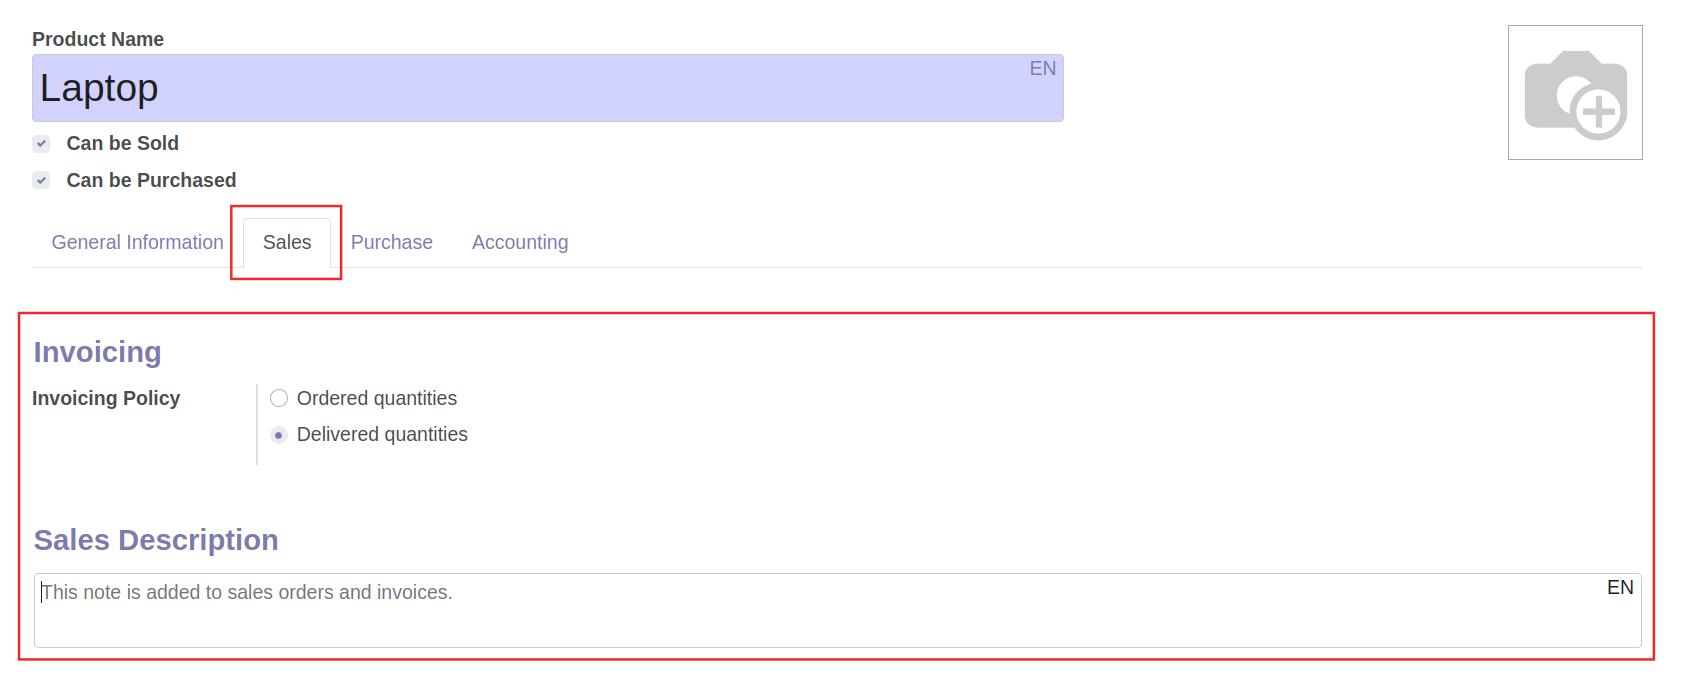 Product Name
Laptop EN
Can be Sold
Can be Purchased
General Information Sales Purchase Accounting
Invoicing
Invoicing Policy Ordered quantities
Delivered quantities
Sales Description
This note is added to sales orders and invoices. EN